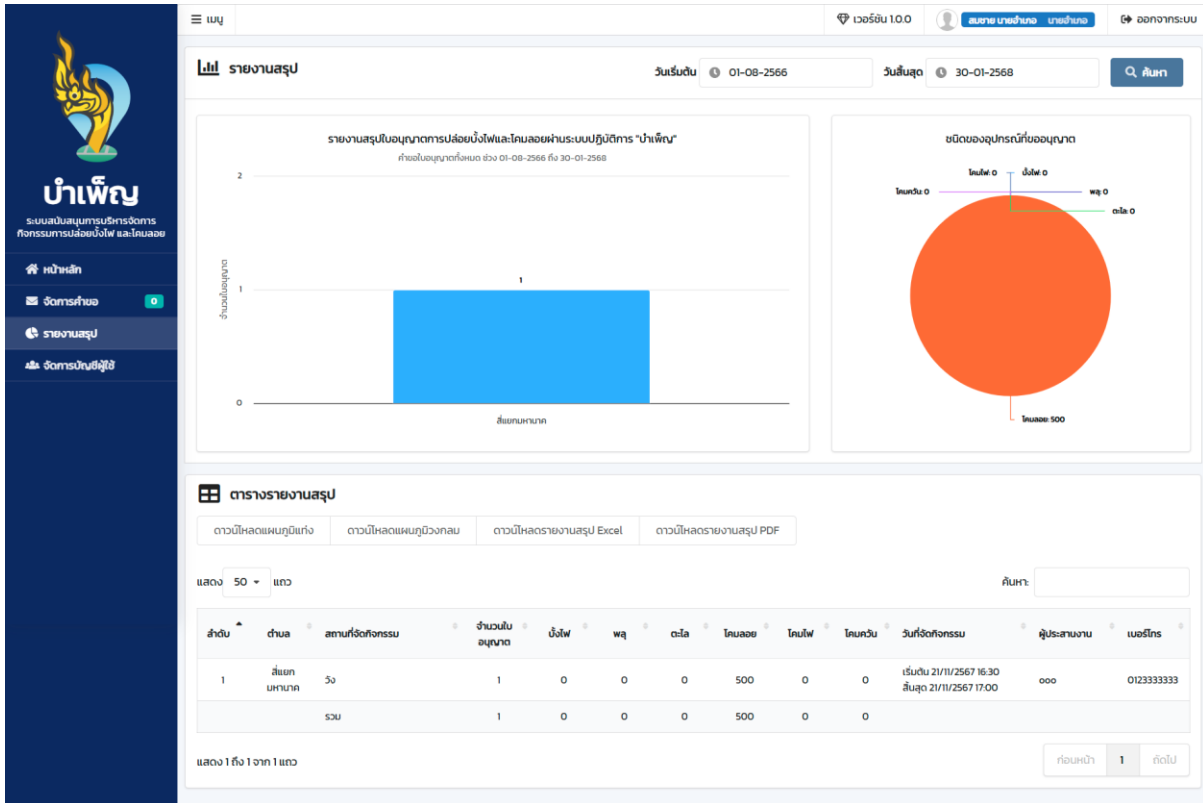 เมนู
เวอร์ชัน 1.0.0
สมชาย นายอำเภอ นายอำเภอ
ออกจากระบบ
บำเพ็ญ
ระบบสนับสนุนการบริหารจัดการ
กิจกรรมการปล่อยบั้งไฟ และโคมลอย
หน้าหลัก
จัดการคำขอ 0
รายงานสรุป
จัดการบัญชีผู้ใช้
รายงานสรุป
วันเริ่มต้น 01-08-2566
วันสิ้นสุด 30-01-2568
ค้นหา
รายงานสรุปใบอนุญาตการปล่อยบั้งไฟและโคมลอยผ่านระบบปฏิบัติการ "บำเพ็ญ"
คำขอใบอนุญาตทั้งหมด ช่วง 01-08-2566 ถึง 30-01-2568
จำนวนใบอนุญาต
2
1
0
1
สี่แยกมหานาค
ชนิดของอุปกรณ์ที่ขออนุญาต
โคมไฟ: 0
บั้งไฟ: 0
โคมควัน: 0
พลุ: 0
ตะไล: 0
โคมลอย: 500
ตารางรายงานสรุป
ดาวน์โหลดแผนภูมิแท่ง
ดาวน์โหลดแผนภูมิวงกลม
ดาวน์โหลดรายงานสรุป Excel
ดาวน์โหลดรายงานสรุป PDF
แสดง 50 แถว
ค้นหา:
ลำดับ ตำบล สถานที่จัดกิจกรรม จำนวนใบ บั้งไฟ พลุ ตะไล โคมลอย โคมไฟ โคมควัน วันที่จัดกิจกรรม ผู้ประสานงาน เบอร์โทร
อนุญาต
1 สี่แยก วัง 1 0 0 0 500 0 0 เริ่มต้น 21/11/2567 16:30 ooo 0123333333
มหานาค สิ้นสุด 21/11/2567 17:00
รวม 1 0 0 0 500 0 0
แสดง 1 ถึง 1 จาก 1 แถว
ก่อนหน้า 1 ถัดไป